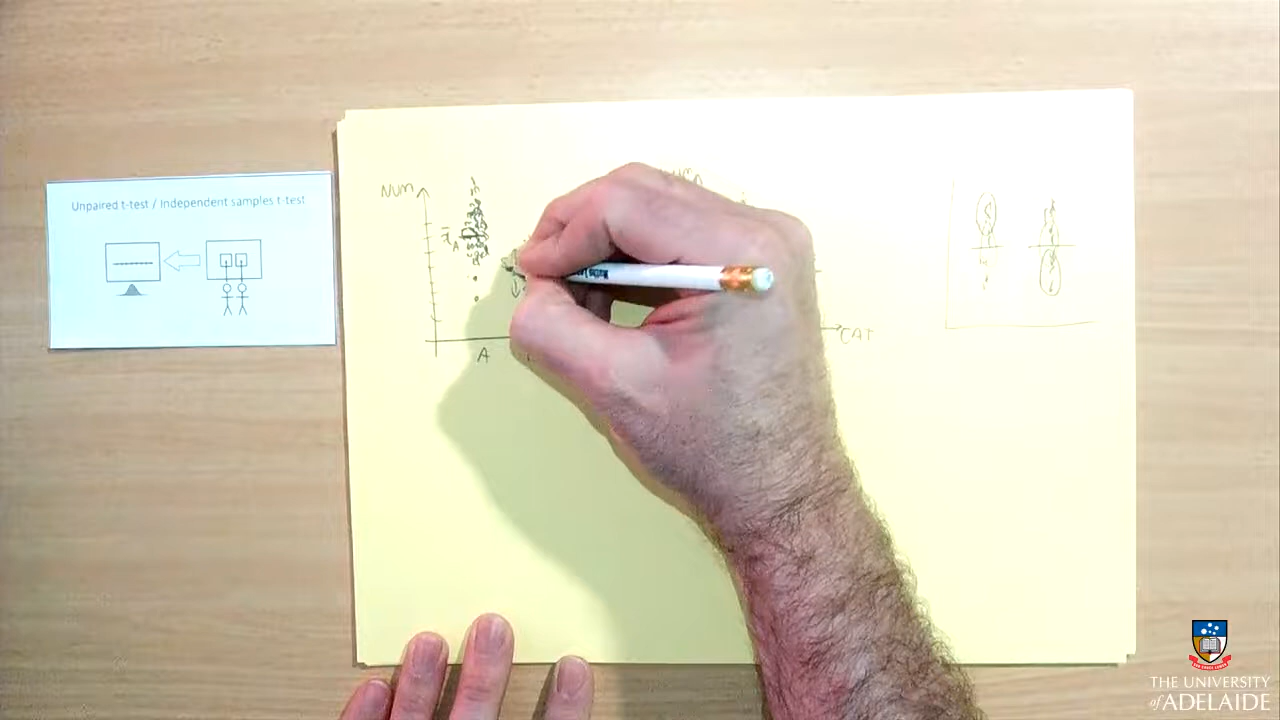 Unpaired t-test / Independent samples t-test
NUM
A
CAT
THE UNIVERSITY
of ADELAIDE